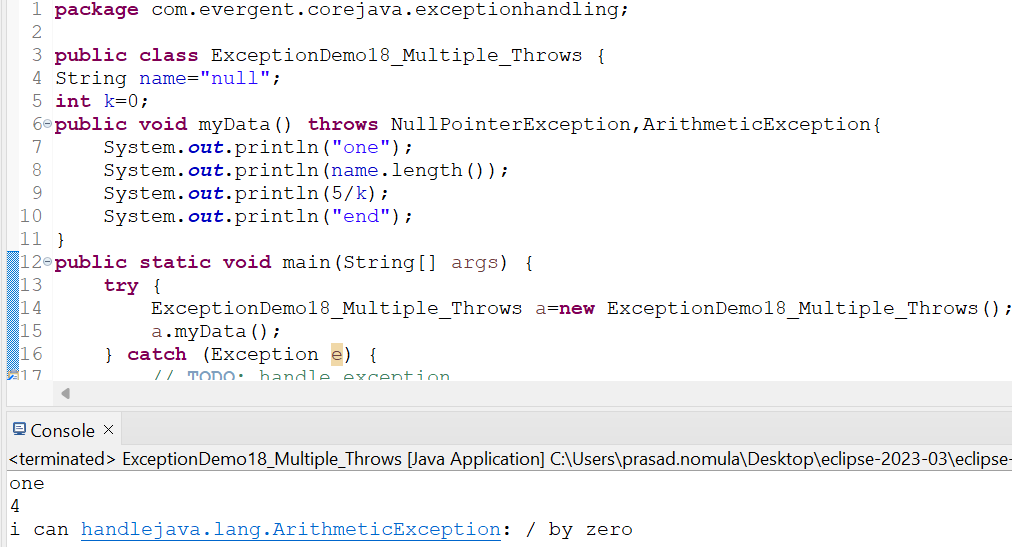 1 package com.evergent.corejava.exceptionhandling;
2
3 public class ExceptionDemo18_Multiple_Throws {
4 String name="null";
5 int k=0;
6 public void myData() throws NullPointerException,ArithmeticException{
7 System.out.println("one");
8 System.out.println(name.length());
9 System.out.println(5/k);
10 System.out.println("end");
11 }
12 public static void main(String[] args) {
13 try {
14 ExceptionDemo18_Multiple_Throws a=new ExceptionDemo18_Multiple_Throws();
15 a.myData();
16 } catch (Exception e) {
17 // TODO: handle exception
Console
<terminated> ExceptionDemo18_Multiple_Throws [Java Application] C:\Users\prasad.nomula\Desktop\eclipse-2023-03\eclipse-
one
4
i can handlejava.lang.ArithmeticException: / by zero